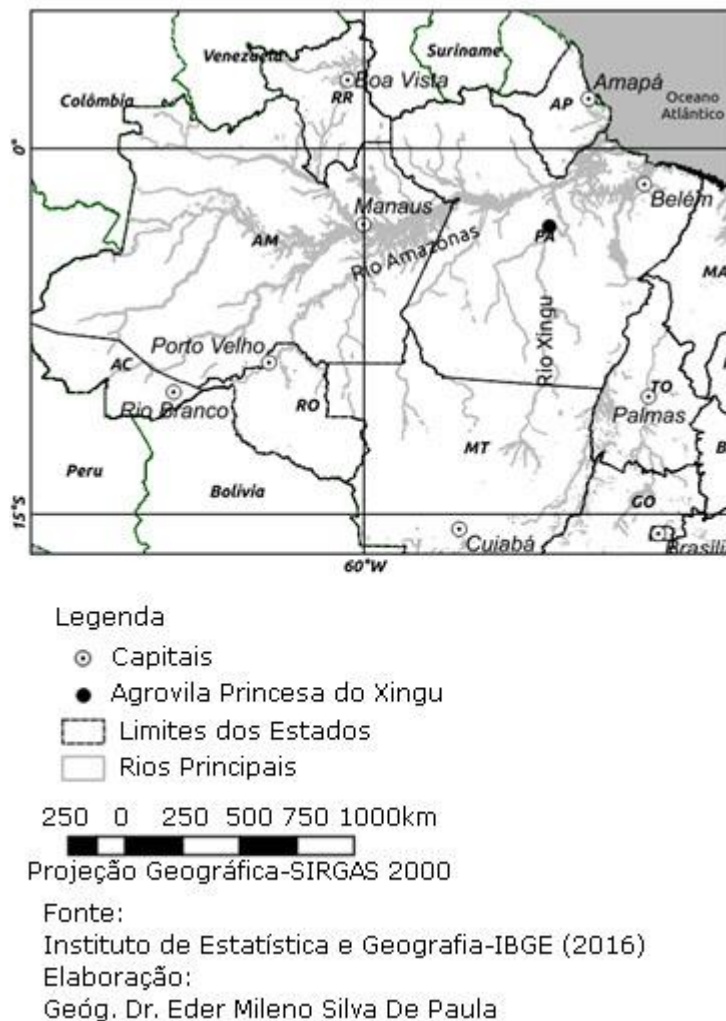 Venezuela
Suriname
Boa Vista
Amapá
Colômbia
RR
AP
Oceano
Atlântico
0°
Manaus
Belém
AM
PA
MA
Rio Amazonas
Porto Velho
Rio Xingu
AC
TO
Rio Branco
RO
Palmas
MT
B
Peru
Bolivia
GO
15°S
Cuiabá
Brasíli
60°W
Legenda
Capitais
Agrovila Princesa do Xingu
Limites dos Estados
Rios Principais
250 0 250 500 750 1000km
Projeção Geográfica-SIRGAS 2000
Fonte:
Instituto de Estatística e Geografia-IBGE (2016)
Elaboração:
Geóg. Dr. Eder Mileno Silva De Paula